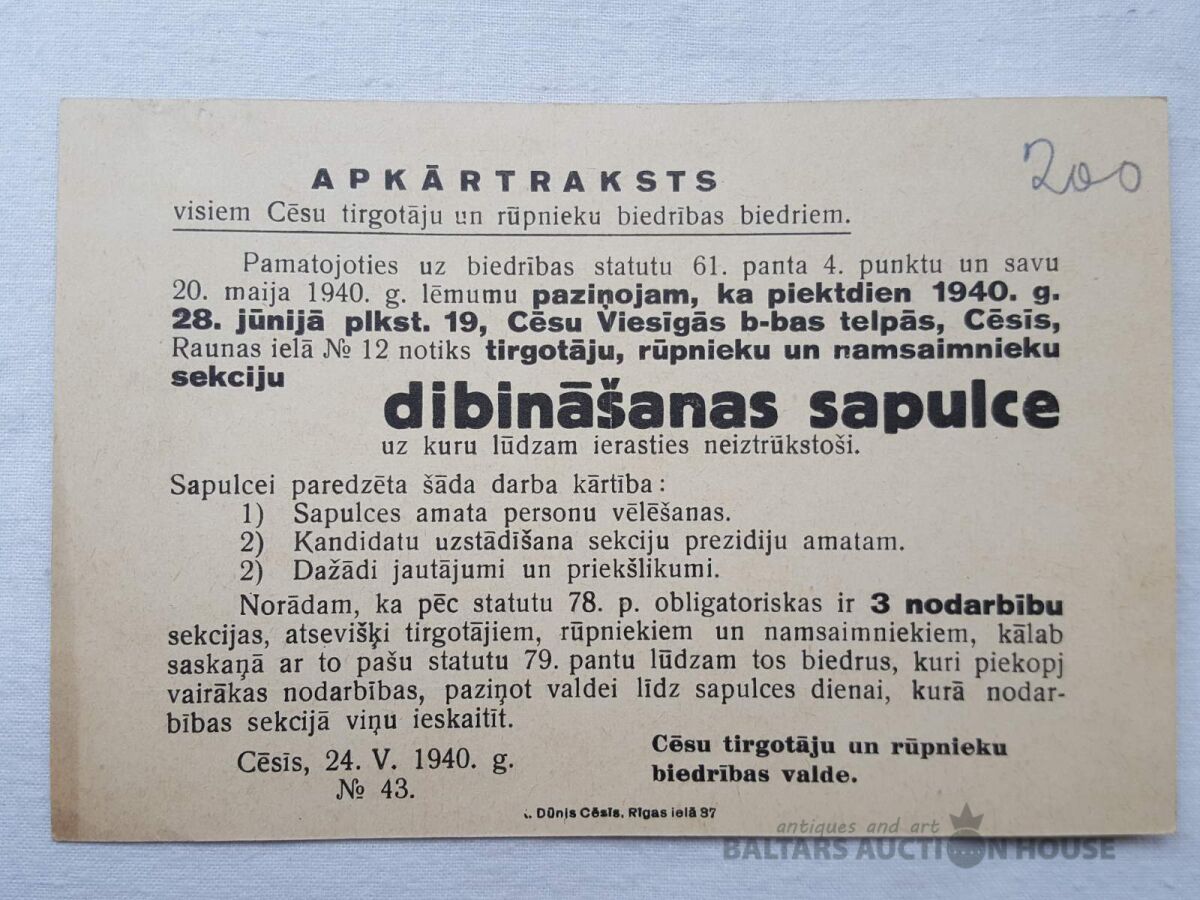 200
APKĀRTRAKSTS
visiem Cēsu tirgotāju un rūpnieku biedrības biedriem.
Pamatojoties uz biedrības statutu 61. panta 4. punktu un savu
20. maija 1940. g. lēmumu paziņojam, ka piektdien 1940. g.
28. jūnijā plkst. 19, Cēsu Viesīgās b-bas telpās, Cēsīs,
Raunas ielā № 12 notiks tirgotāju, rūpnieku un namsaimnieku
sekciju
dibināšanas sapulce
uz kuru lūdzam ierasties neiztrūkstoši.
Sapulcei paredzēta šāda darba kārtība:
1) Sapulces amata personu vēlēšanas.
2) Kandidatu uzstādīšana sekciju prezidiju amatam.
2) Dažādi jautājumi un priekšlikumi.
Norādam, ka pēc statutu 78. p. obligatoriskas ir 3 nodarbību
sekcijas, atsevišķi tirgotājiem, rūpniekiem un namsaimniekiem, kālab
saskaņā ar to pašu statutu 79. pantu lūdzam tos biedrus, kuri piekopj
vairākas nodarbības, paziņot valdei līdz sapulces dienai, kurā nodar-
bības sekcijā viņu ieskaitīt.
Cēsīs, 24. V. 1940. g.
№ 43.
Cēsu tirgotāju un rūpnieku
biedrības valde.
Dūņis Cēsīs, Rīgas ielā 37
antiques and art
BALTARS AUCTION HOUSE